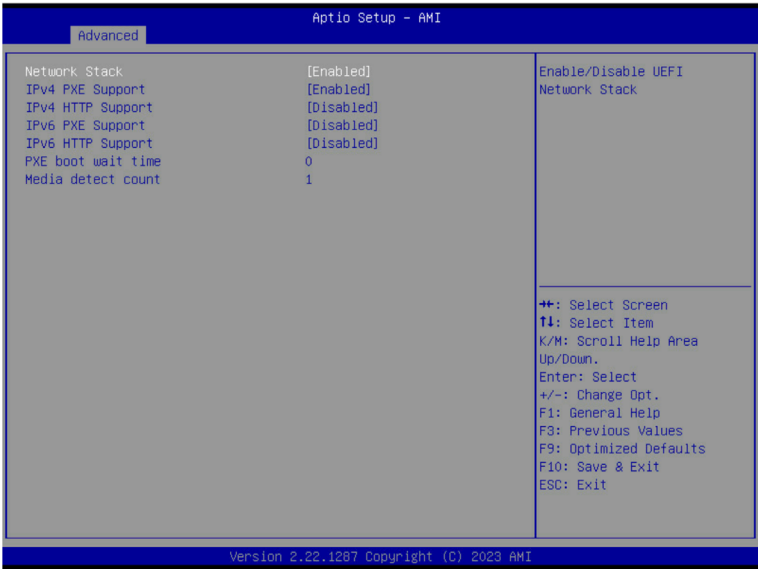 Aptio Setup – AMI
Advanced
Network Stack [Enabled]
IPv4 PXE Support [Enabled]
IPv4 HTTP Support [Disabled]
IPv6 PXE Support [Disabled]
IPv6 HTTP Support [Disabled]
PXE boot wait time 0
Media detect count 1
Enable/Disable UEFI
Network Stack
→←: Select Screen
↑↓: Select Item
K/M: Scroll Help Area
Up/Down.
Enter: Select
+/-: Change Opt.
F1: General Help
F3: Previous Values
F9: Optimized Defaults
F10: Save & Exit
ESC: Exit
Version 2.22.1287 Copyright (C) 2023 AMI